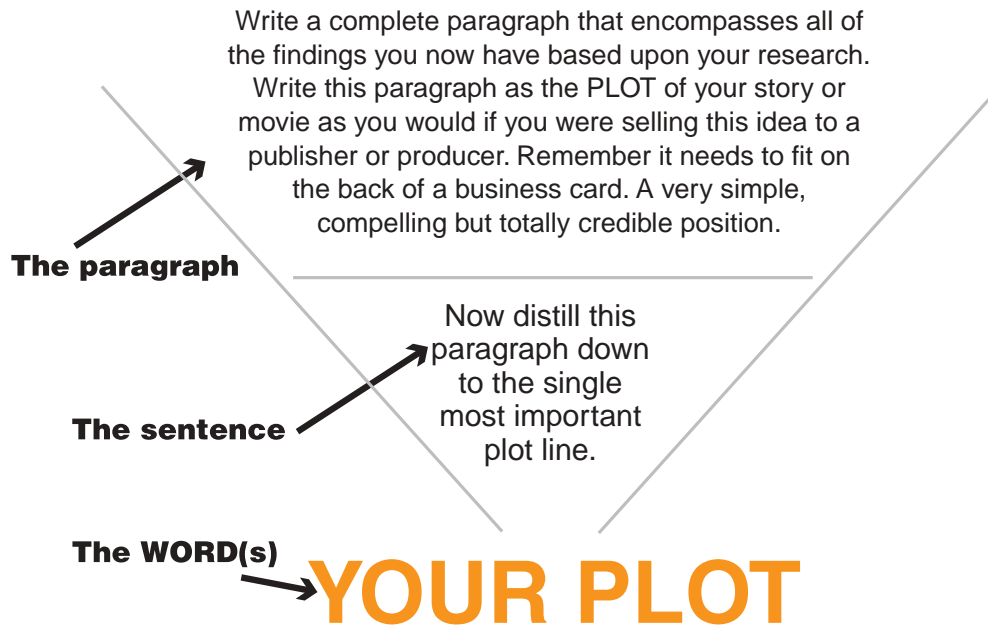 Write a complete paragraph that encompasses all of
the findings you now have based upon your research.
Write this paragraph as the PLOT of your story or
movie as you would if you were selling this idea to a
publisher or producer. Remember it needs to fit on
the back of a business card. A very simple,
compelling but totally credible position.
The paragraph
Now distill this
paragraph down
to the single
most important
plot line.
The sentence
The WORD(s)
YOUR PLOT